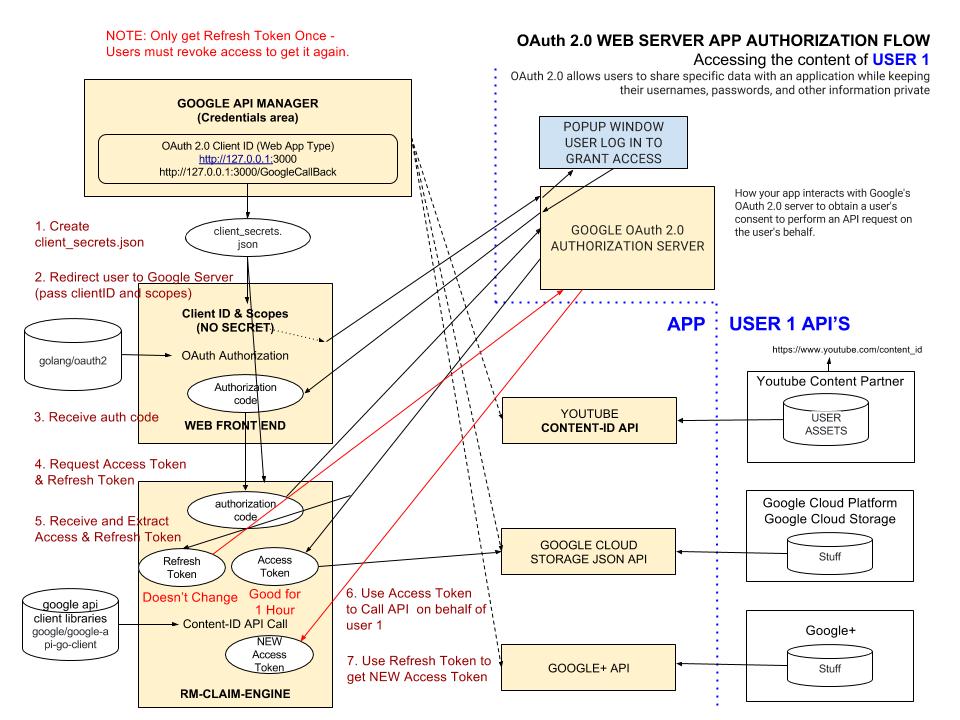 NOTE: Only get Refresh Token Once -
Users must revoke access to get it again.
OAuth 2.0 WEB SERVER APP AUTHORIZATION FLOW
Accessing the content of USER 1
OAuth 2.0 allows users to share specific data with an application while keeping
their usernames, passwords, and other information private
GOOGLE API MANAGER
(Credentials area)
OAuth 2.0 Client ID (Web App Type)
http://127.0.0.1:3000
http://127.0.0.1:3000/GoogleCallBack
POPUP WINDOW
USER LOG IN TO
GRANT ACCESS
How your app interacts with Google's
OAuth 2.0 server to obtain a user's
consent to perform an API request on
the user's behalf.
GOOGLE OAuth 2.0
AUTHORIZATION SERVER
1. Create
client_secrets.json
client_secrets.
json
2. Redirect user to Google Server
(pass clientID and scopes)
Client ID & Scopes
(NO SECRET)
golang/oauth2
OAuth Authorization
Authorization
code
3. Receive auth code
WEB FRONT END
APP
USER 1 API'S
https://www.youtube.com/content_id
Youtube Content Partner
USER
ASSETS
YOUTUBE
CONTENT-ID API
4. Request Access Token
& Refresh Token
authorization
code
5. Receive and Extract
Access & Refresh Token
Refresh
Token
Access
Token
Doesn't Change
Good for
1 Hour
Google Cloud Platform
Google Cloud Storage
Stuff
GOOGLE CLOUD
STORAGE JSON API
google api
client libraries
google/google-a
pi-go-client
Content-ID API Call
NEW
Access
Token
RM-CLAIM-ENGINE
6. Use Access Token
to Call API on behalf of
user 1
7. Use Refresh Token to
get NEW Access Token
GOOGLE+ API
Google+
Stuff